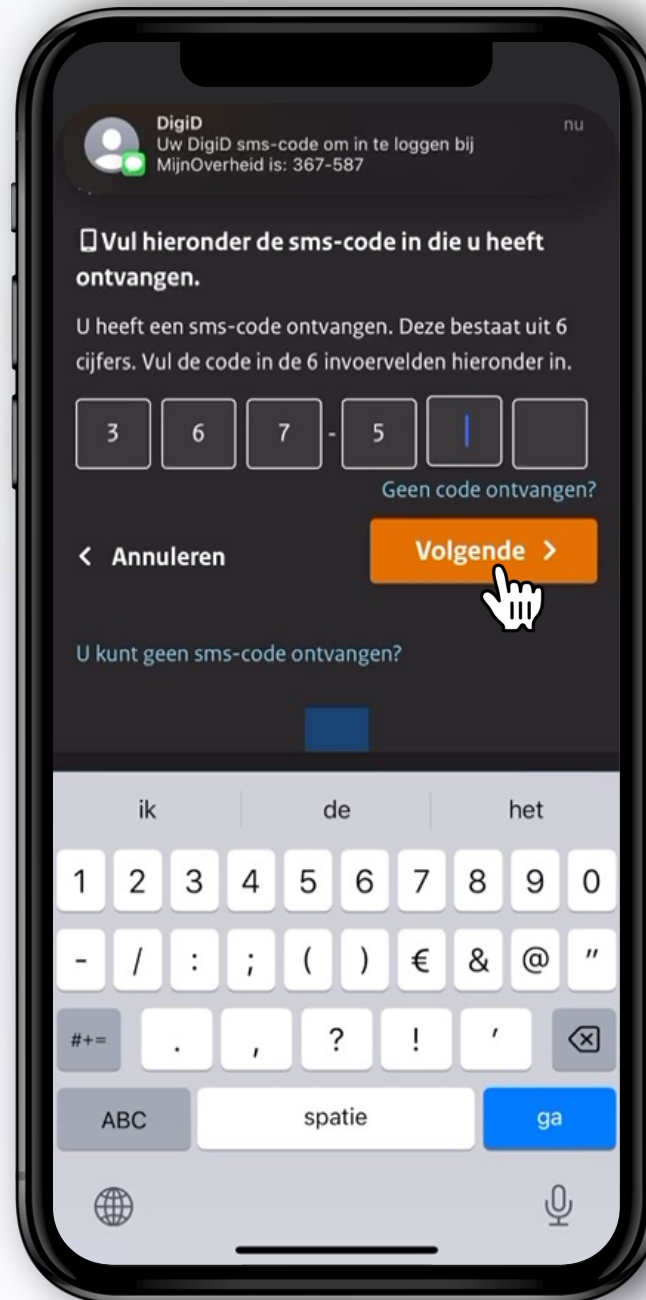 DigiD
nu
Uw DigiD sms-code om in te loggen bij
MijnOverheid is: 367-587
Vul hieronder de sms-code in die u heeft
ontvangen.
U heeft een sms-code ontvangen. Deze bestaat uit 6
cijfers. Vul de code in de 6 invoervelden hieronder in.
3 6 7 - 5
Geen code ontvangen?
< Annuleren
Volgende >
U kunt geen sms-code ontvangen?
ik de het
1 2 3 4 5 6 7 8 9 0
- / : ; ( ) € & @ "
#+= . , ? ! '
ABC spatie ga